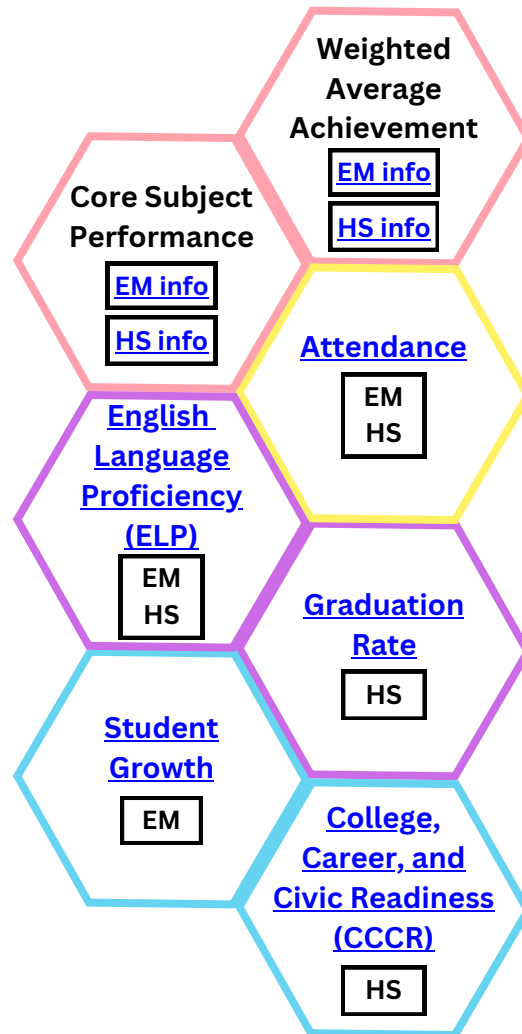 Weighted
Average
Achievement
EM info
HS info
Core Subject
Performance
EM info
HS info
Attendance
EM
HS
English
Language
Proficiency
(ELP)
EM
HS
Graduation
Rate
HS
Student
Growth
EM
College,
Career, and
Civic Readiness
(CCCR)
HS